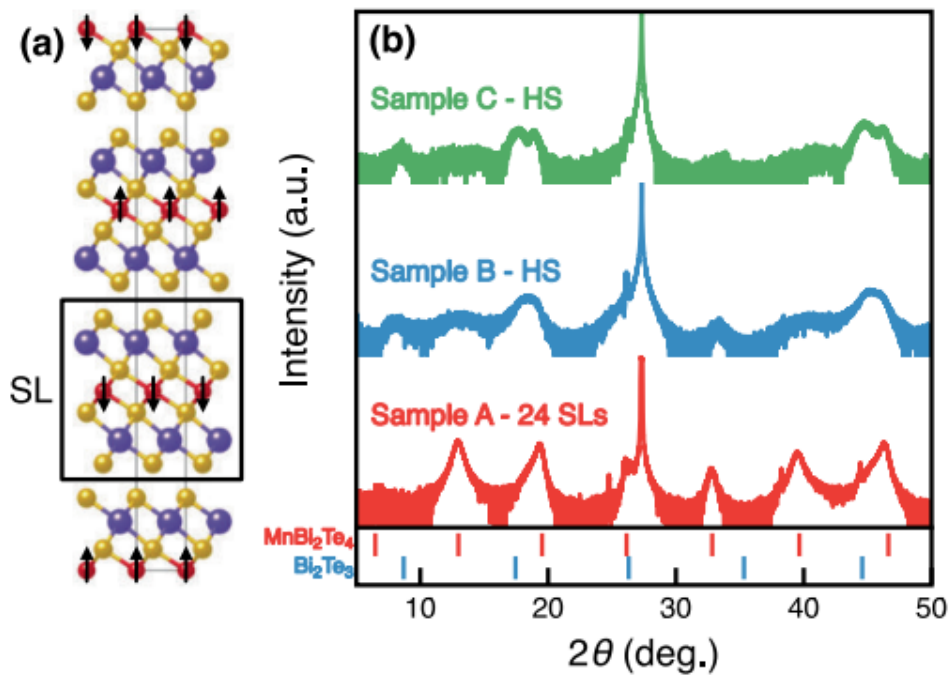 (a)
SL
(b)
Sample C - HS
Sample B - HS
Sample A - 24 SLs
Intensity (a.u.)
MnBi₂Te₄
Bi₂Te₃
10 20 30 40 50
2θ (deg.)